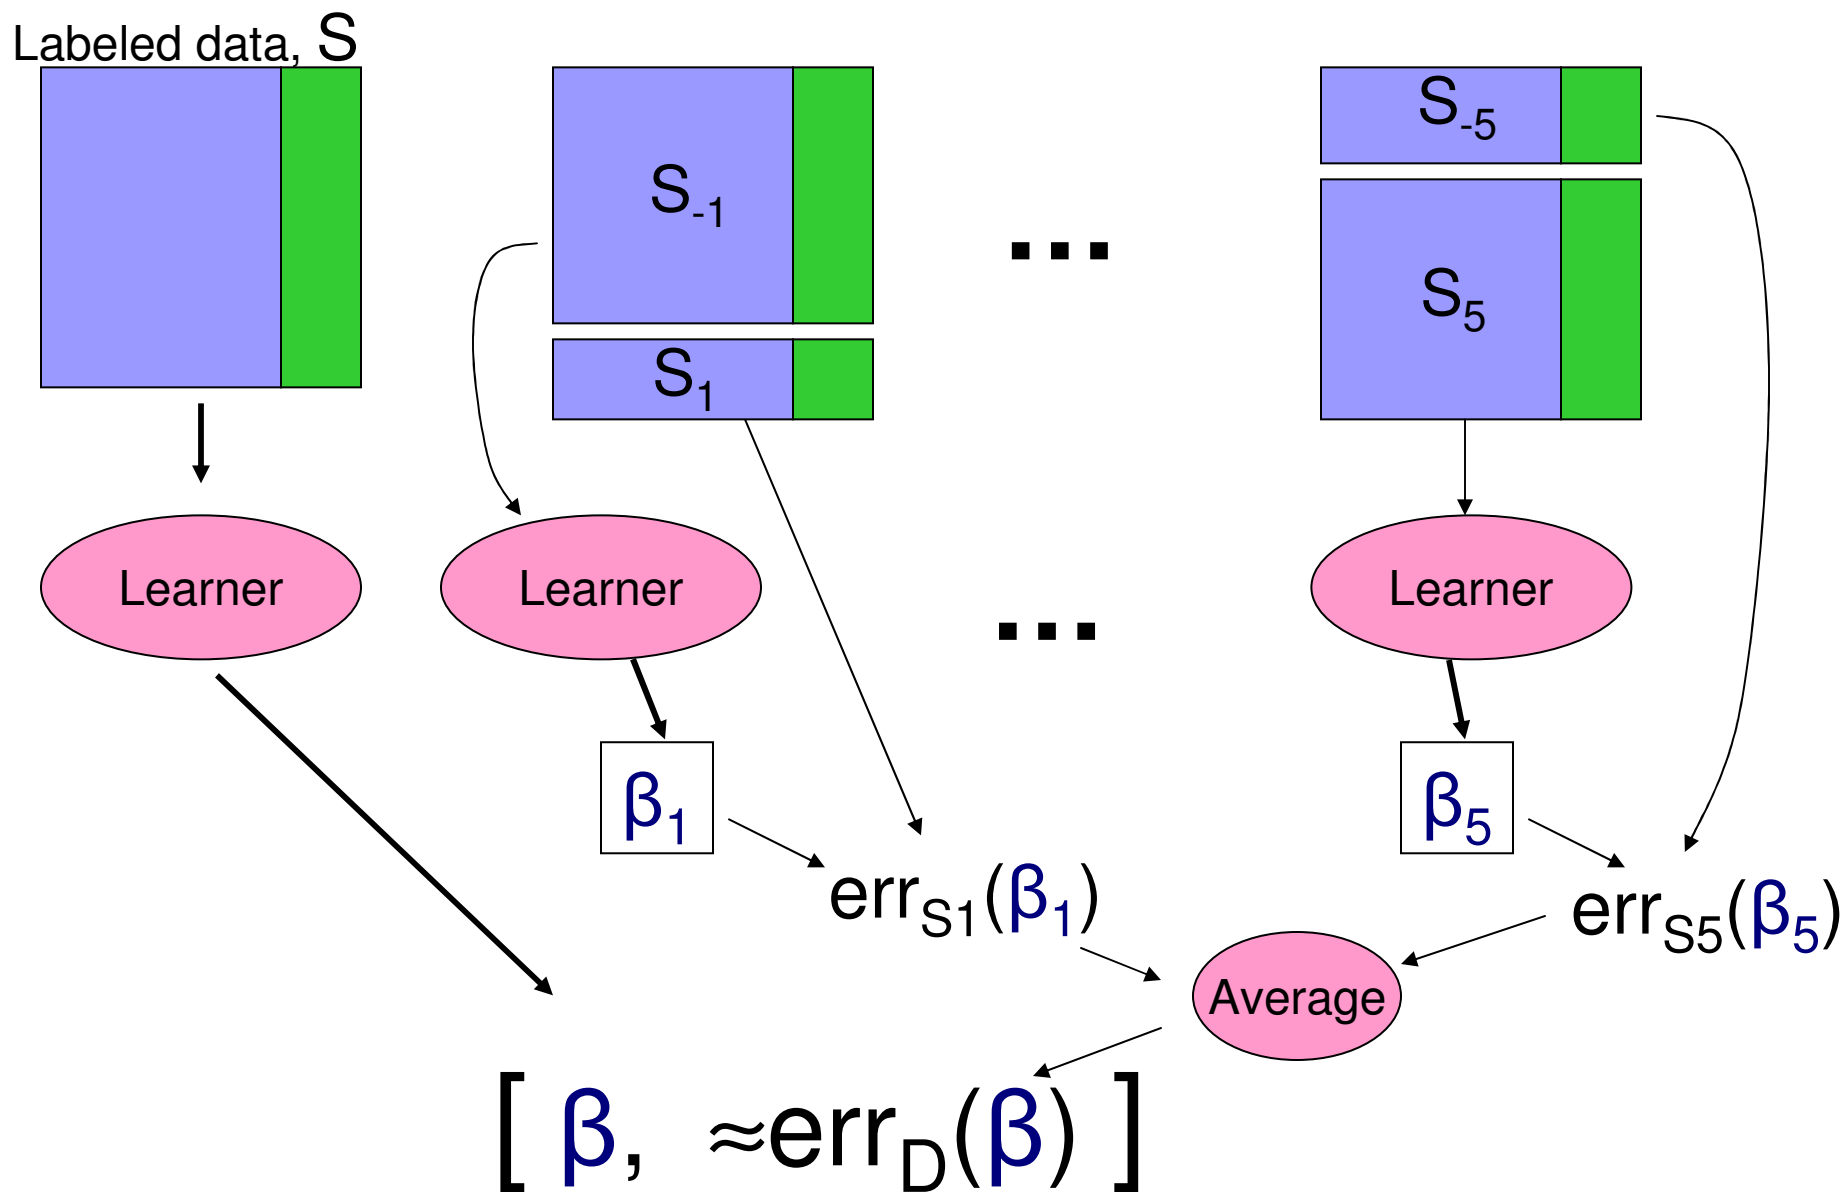 Labeled data, S
S-1
S1
...
S-5
S5
Learner
Learner
...
Learner
β1
β5
errS1(β1)
errS5(β5)
Average
[ β, ≈errD(β) ]